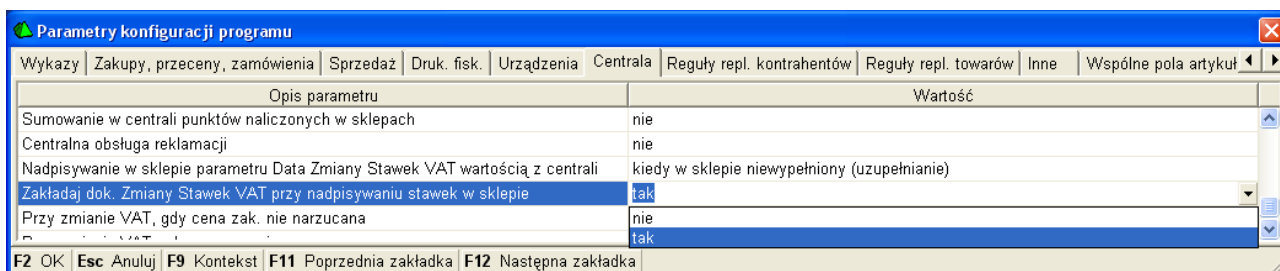 Parametry konfiguracji programu
Wykazy Zakupy, przeceny, zamówienia Sprzedaż Druk. fisk. Urządzenia Centrala Reguły repl. kontrahentów Reguły repl. towarów Inne Wspólne pola artykuł
Opis parametru Wartość
Sumowanie w centrali punktów naliczonych w sklepach nie
Centralna obsługa reklamacji nie
Nadpisywanie w sklepie parametru Data Zmiany Stawek VAT wartością z centrali kiedy w sklepie niewypełniony (uzupełnianie)
Zakładaj dok. Zmiany Stawek VAT przy nadpisywaniu stawek w sklepie tak
Przy zmianie VAT, gdy cena zak. nie narzucana nie
tak
F2 OK Esc Anuluj F9 Kontekst F11 Poprzednia zakładka F12 Następna zakładka